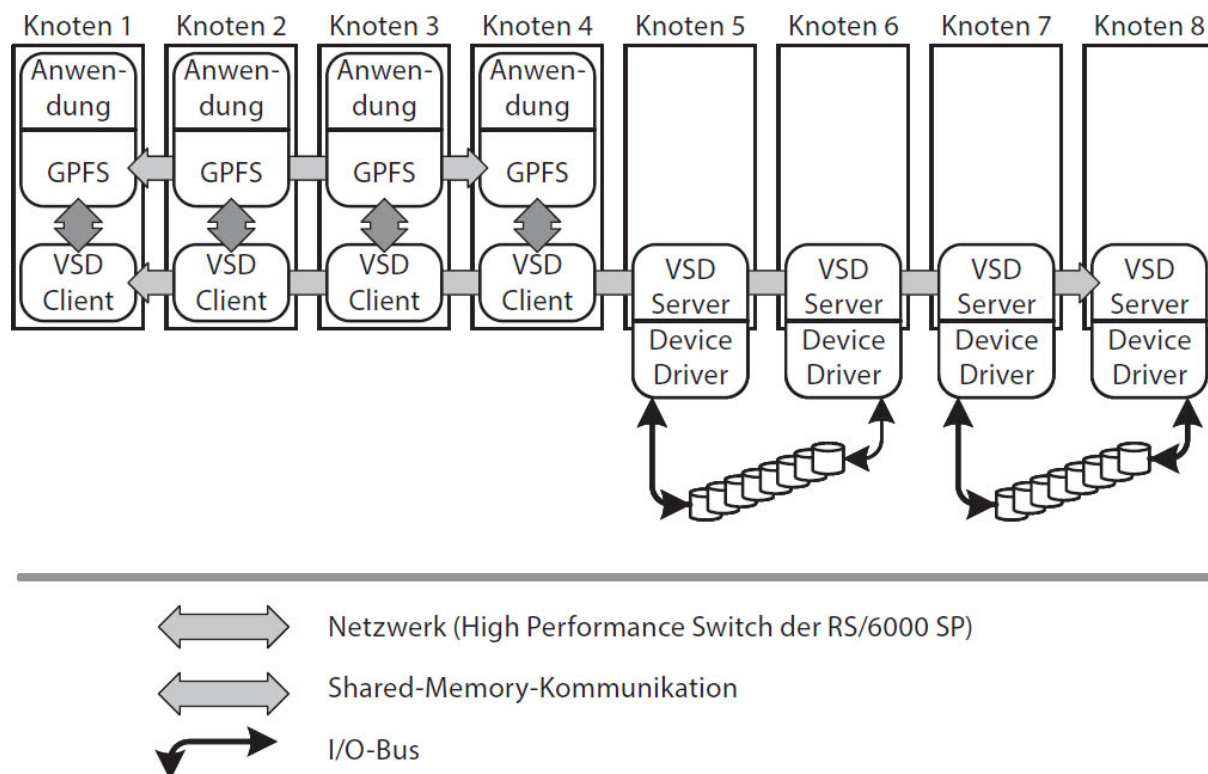 Knoten 1 Knoten 2 Knoten 3 Knoten 4 Knoten 5 Knoten 6 Knoten 7 Knoten 8
Anwen- Anwen- Anwen- Anwen-
dung dung dung dung
GPFS GPFS GPFS GPFS
VSD VSD VSD VSD VSD VSD VSD VSD
Client Client Client Client Server Server Server Server
Device Device Device Device
Driver Driver Driver Driver
Netzwerk (High Performance Switch der RS/6000 SP)
Shared-Memory-Kommunikation
I/O-Bus